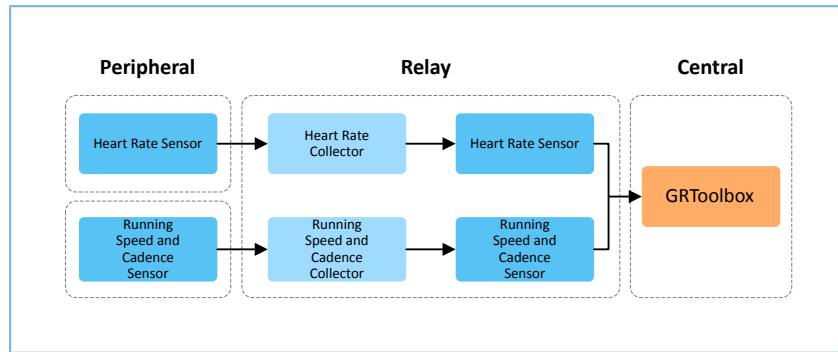 Peripheral
Relay
Central
Heart Rate Sensor
Heart Rate
Collector
Heart Rate Sensor
GRToolbox
Running
Speed and
Cadence
Sensor
Running
Speed and
Cadence
Collector
Running
Speed and
Cadence
Sensor